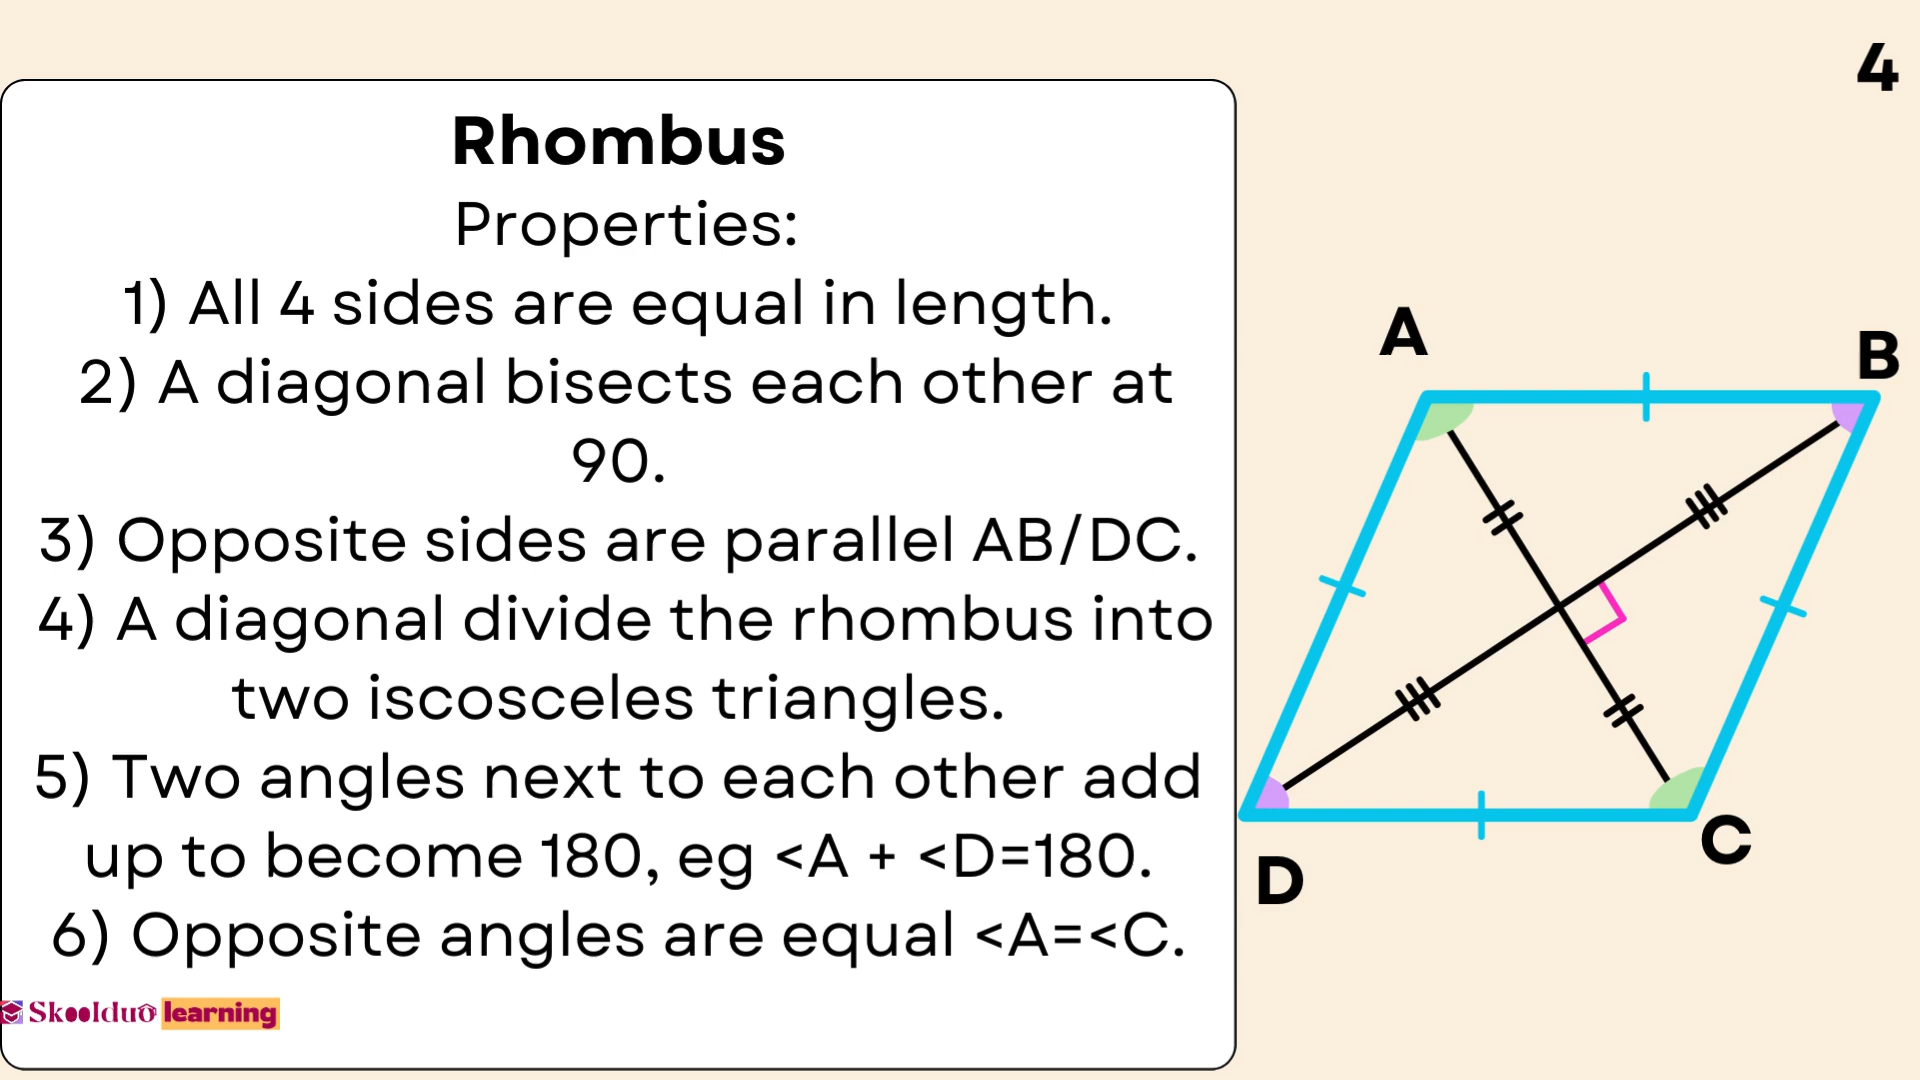 4
Rhombus
Properties:
1) All 4 sides are equal in length.
2) A diagonal bisects each other at
90.
3) Opposite sides are parallel AB/DC.
4) A diagonal divide the rhombus into
two iscosceles triangles.
5) Two angles next to each other add
up to become 180, eg <A + <D=180.
6) Opposite angles are equal <A=<C.
Skoolduo learning
A
B
C
D